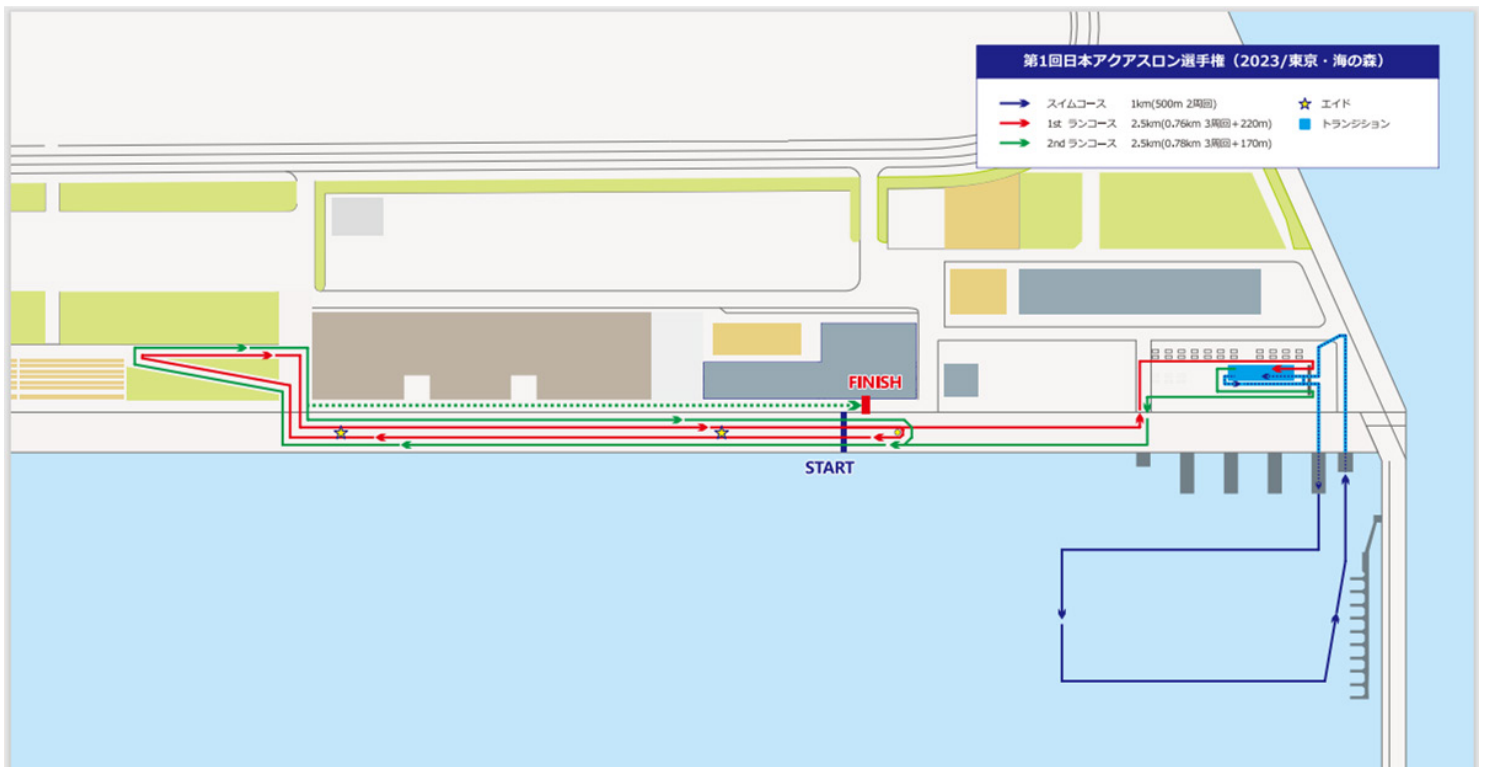 第1回日本アクアスロン選手権（2023/東京・海の森）
スイムコース 1km(500m 2周回)
エイド
1st ランコース 2.5km(0.76km 3周回＋220m)
トランジション
2nd ランコース 2.5km(0.78km 3周回＋170m)
FINISH
START